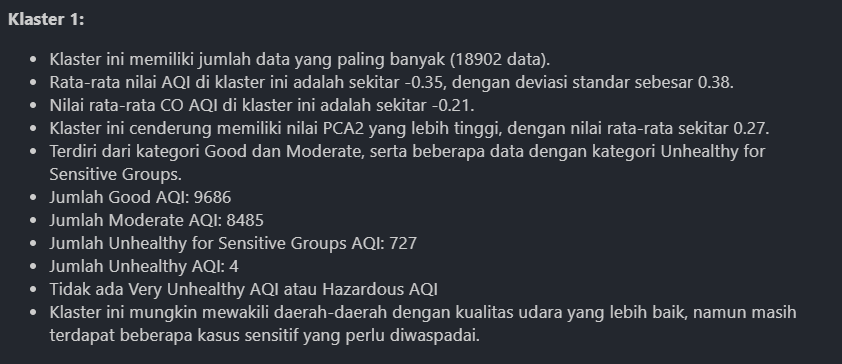 Klaster 1:
Klaster ini memiliki jumlah data yang paling banyak (18902 data).
Rata-rata nilai AQI di klaster ini adalah sekitar -0.35, dengan deviasi standar sebesar 0.38.
Nilai rata-rata CO AQI di klaster ini adalah sekitar -0.21.
Klaster ini cenderung memiliki nilai PCA2 yang lebih tinggi, dengan nilai rata-rata sekitar 0.27.
Terdiri dari kategori Good dan Moderate, serta beberapa data dengan kategori Unhealthy for
Sensitive Groups.
Jumlah Good AQI: 9686
Jumlah Moderate AQI: 8485
Jumlah Unhealthy for Sensitive Groups AQI: 727
Jumlah Unhealthy AQI: 4
Tidak ada Very Unhealthy AQI atau Hazardous AQI
Klaster ini mungkin mewakili daerah-daerah dengan kualitas udara yang lebih baik, namun masih
terdapat beberapa kasus sensitif yang perlu diwaspadai.